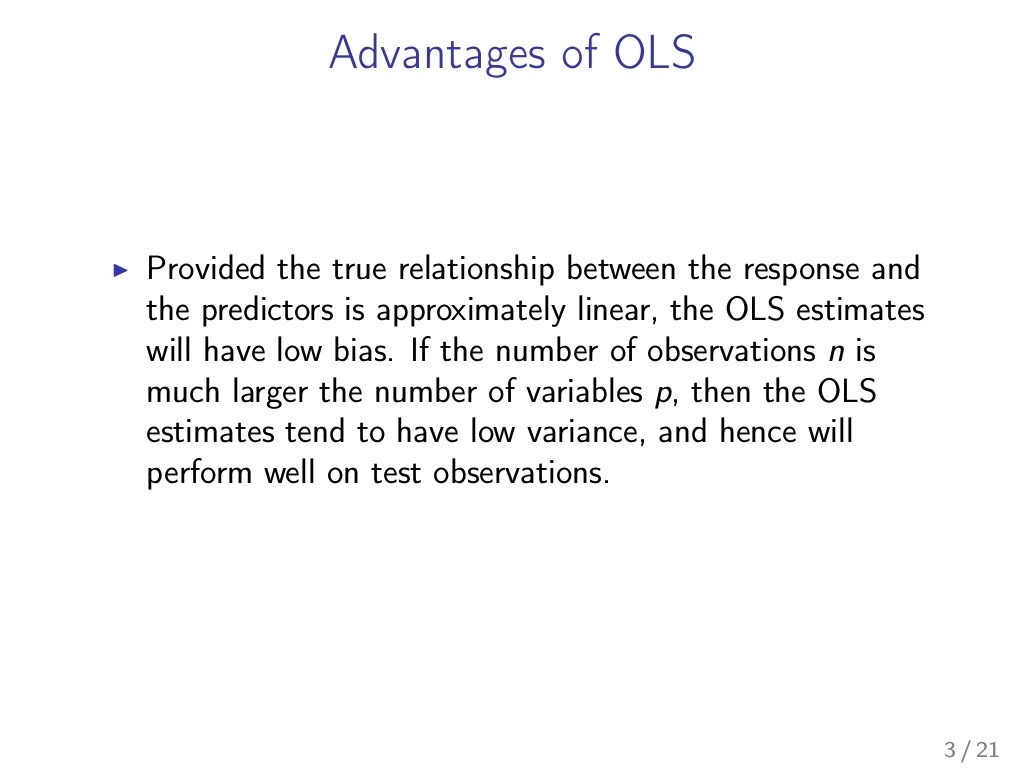 Advantages of OLS
▶ Provided the true relationship between the response and
the predictors is approximately linear, the OLS estimates
will have low bias. If the number of observations n is
much larger the number of variables p, then the OLS
estimates tend to have low variance, and hence will
perform well on test observations.
3 / 21